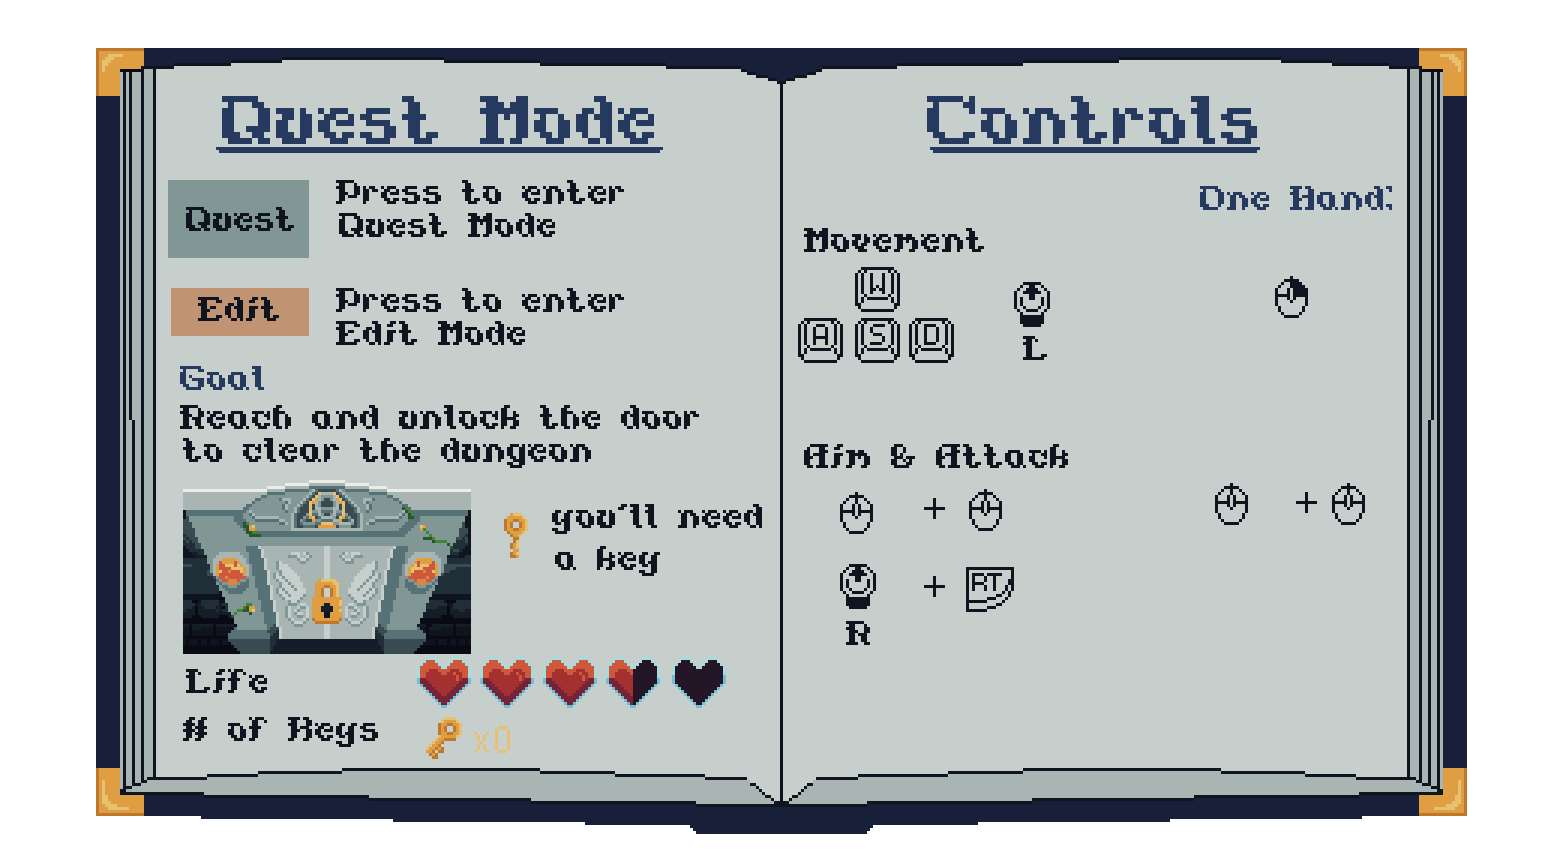 Quest Mode
Quest
Press to enter
Quest Mode
Edit
Press to enter
Edit Mode
Goal
Reach and unlock the door
to clear the dungeon
you'll need
a key
Life
# of Keys
x0
Controls
One Hand:
Movement
W
A S D
L
Aim & Attack
+
+
+ RT
R